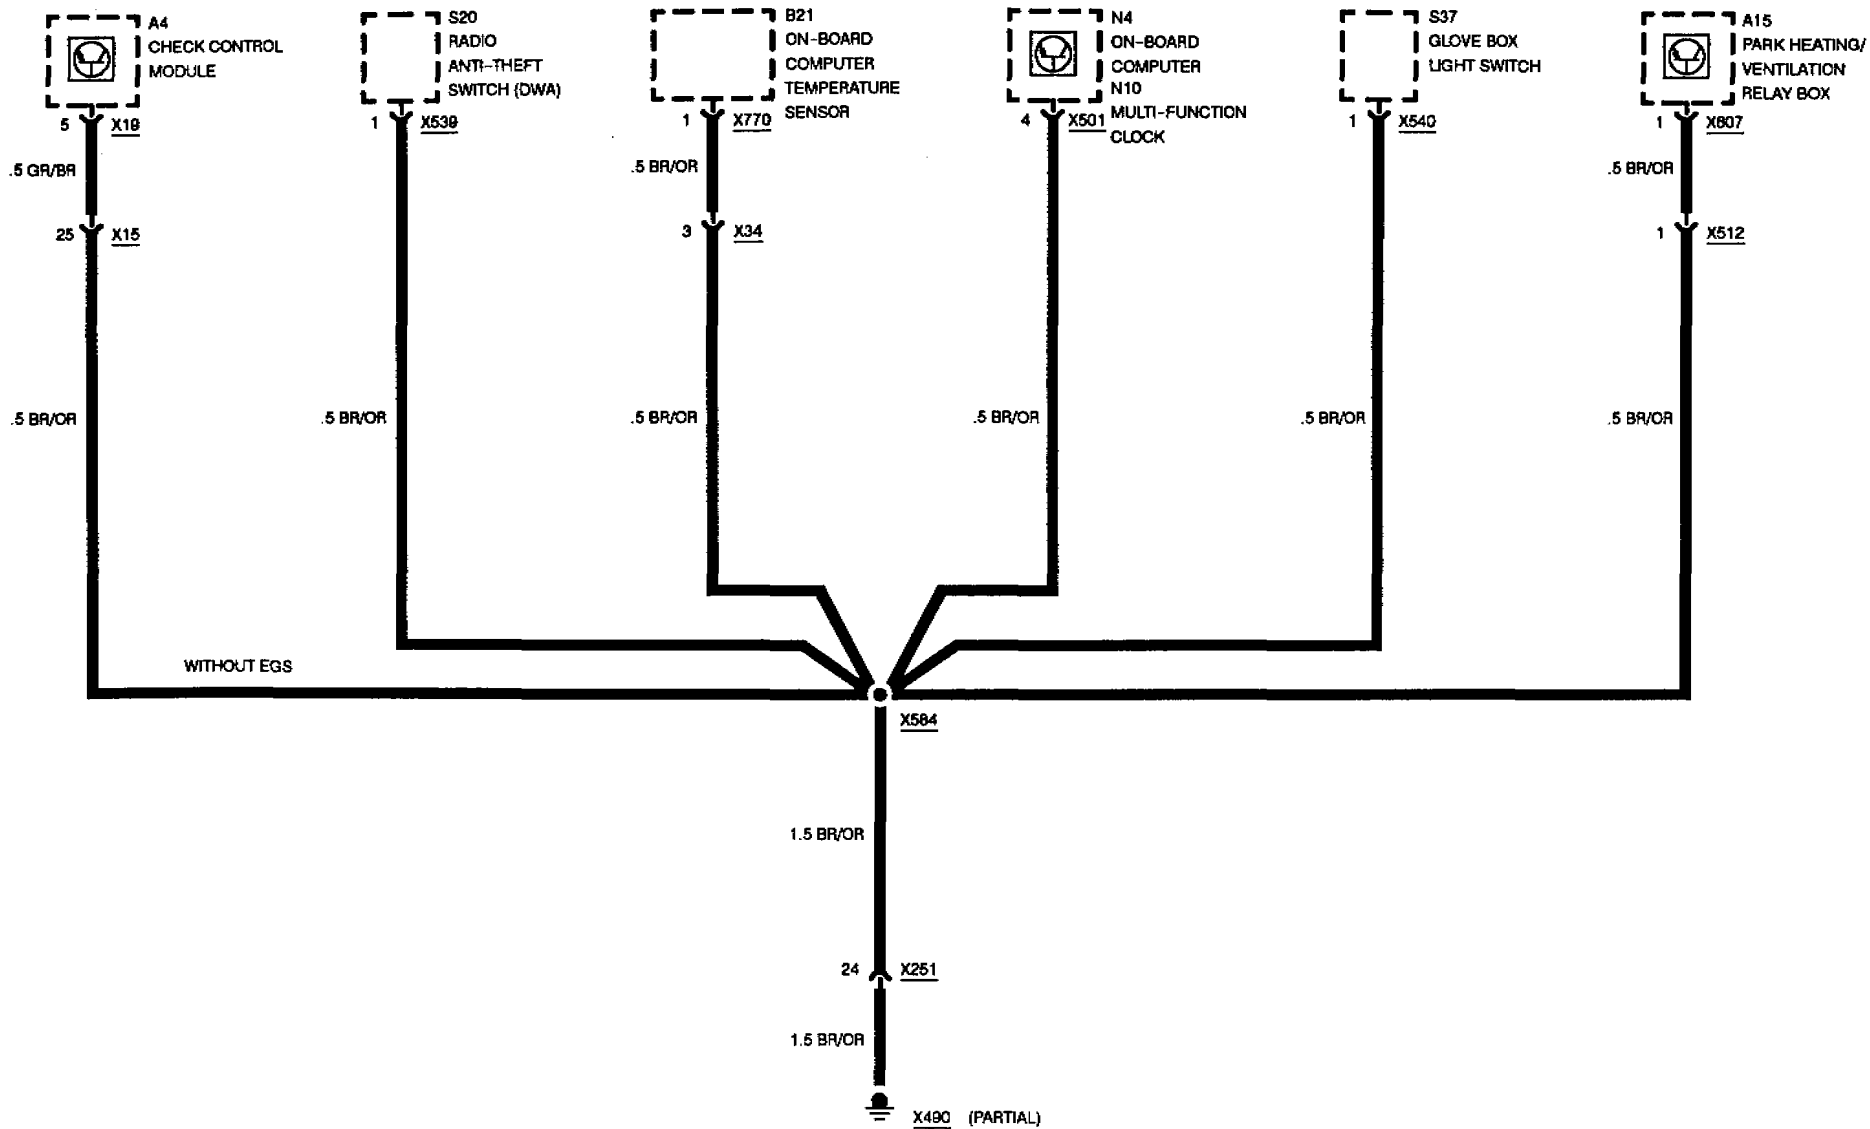 A4
CHECK CONTROL
MODULE
S20
RADIO
ANTI-THEFT
SWITCH (DWA)
B21
ON-BOARD
COMPUTER
TEMPERATURE
SENSOR
N4
ON-BOARD
COMPUTER
N10
MULTI-FUNCTION
CLOCK
S37
GLOVE BOX
LIGHT SWITCH
A15
PARK HEATING/
VENTILATION
RELAY BOX
5 X19
1 X539
1 X770
4 X501
1 X540
1 X607
.5 GR/BR
.5 BR/OR
.5 BR/OR
25 X15
3 X34
1 X512
.5 BR/OR
.5 BR/OR
.5 BR/OR
.5 BR/OR
.5 BR/OR
.5 BR/OR
WITHOUT EGS
X584
1.5 BR/OR
24 X251
1.5 BR/OR
X490 (PARTIAL)